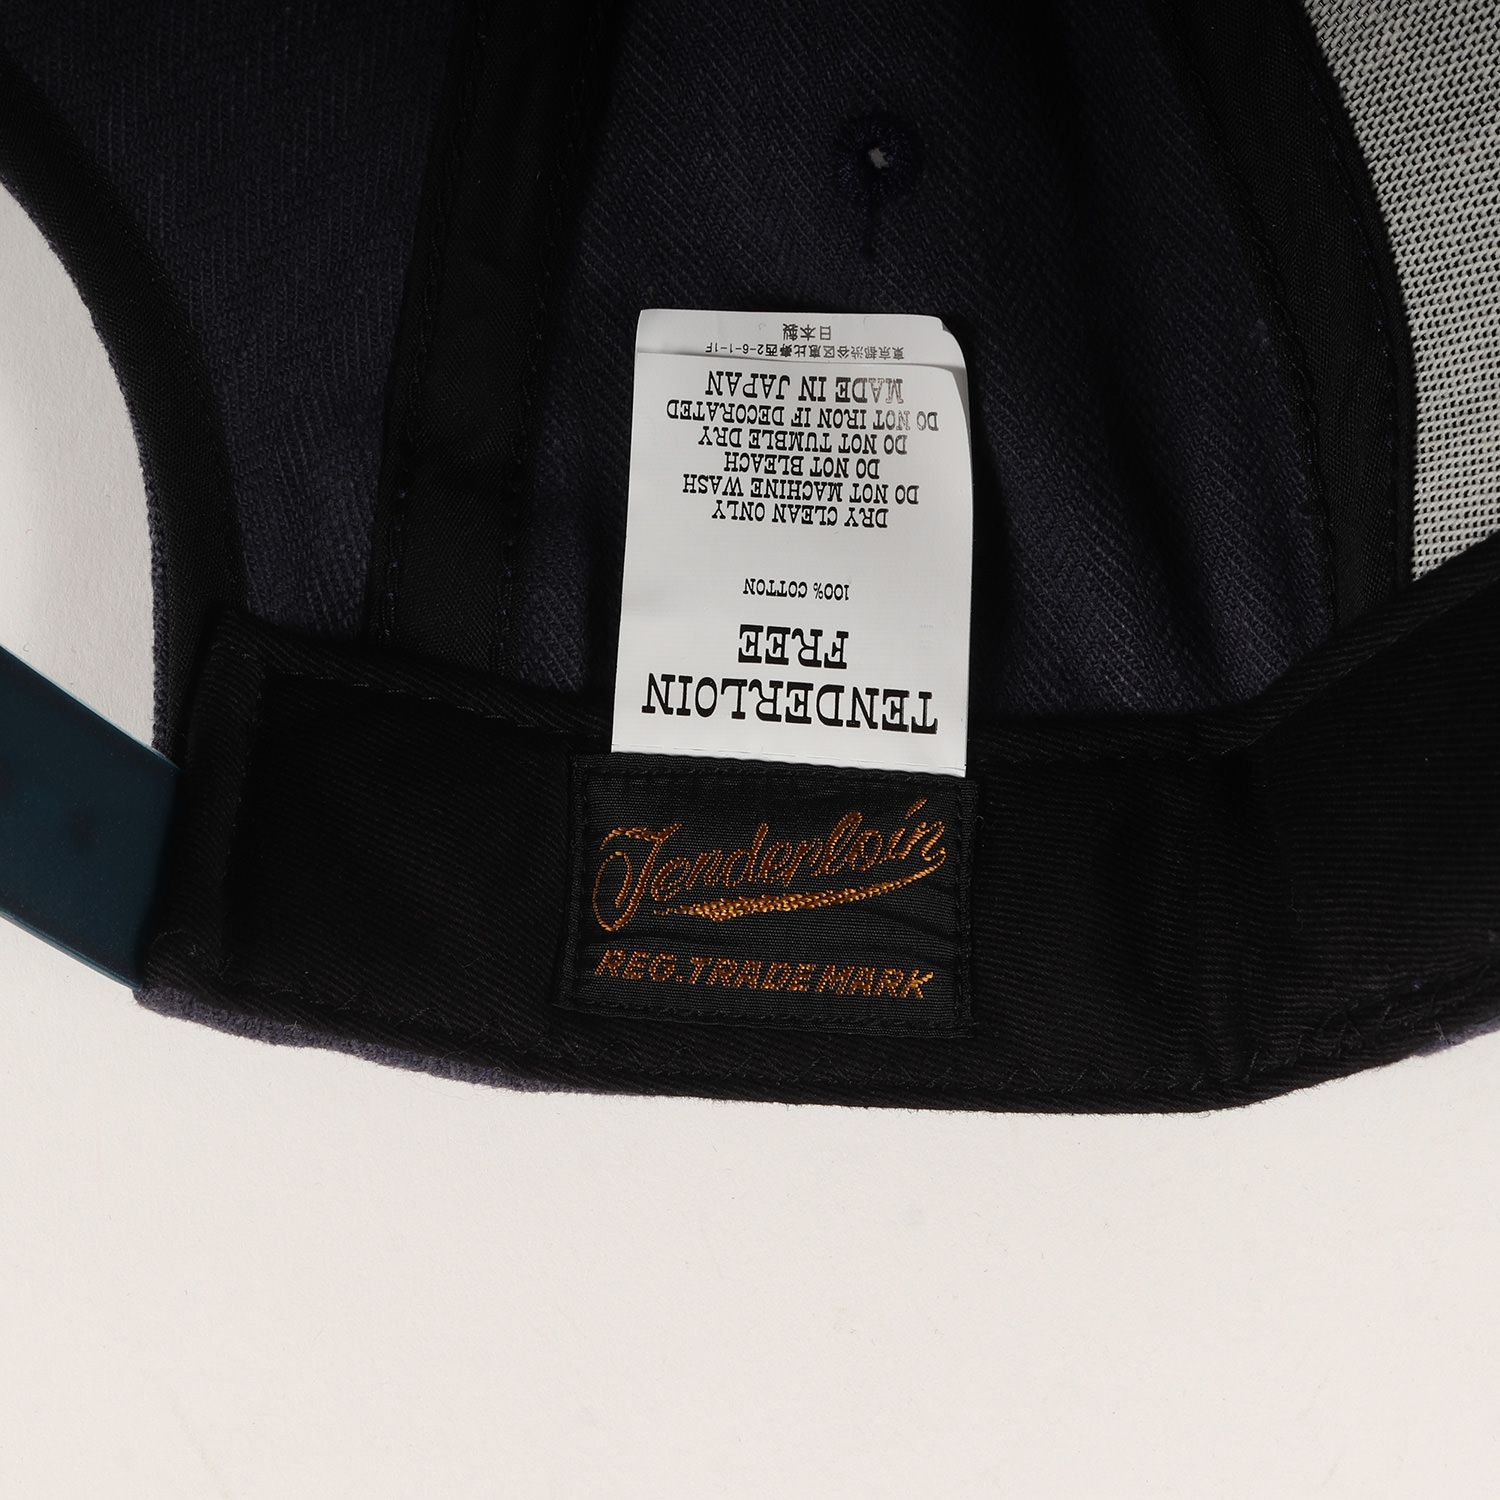 TENDERLOIN
FREE
100% COTTON
DRY CLEAN ONLY
DO NOT MACHINE WASH
DO NOT BLEACH
DO NOT TUMBLE DRY
DO NOT IRON IF DECORATED
MADE IN JAPAN
東京都渋谷区恵比寿西2-6-1-1F
日本製
Tenderloin
REG.TRADE MARK